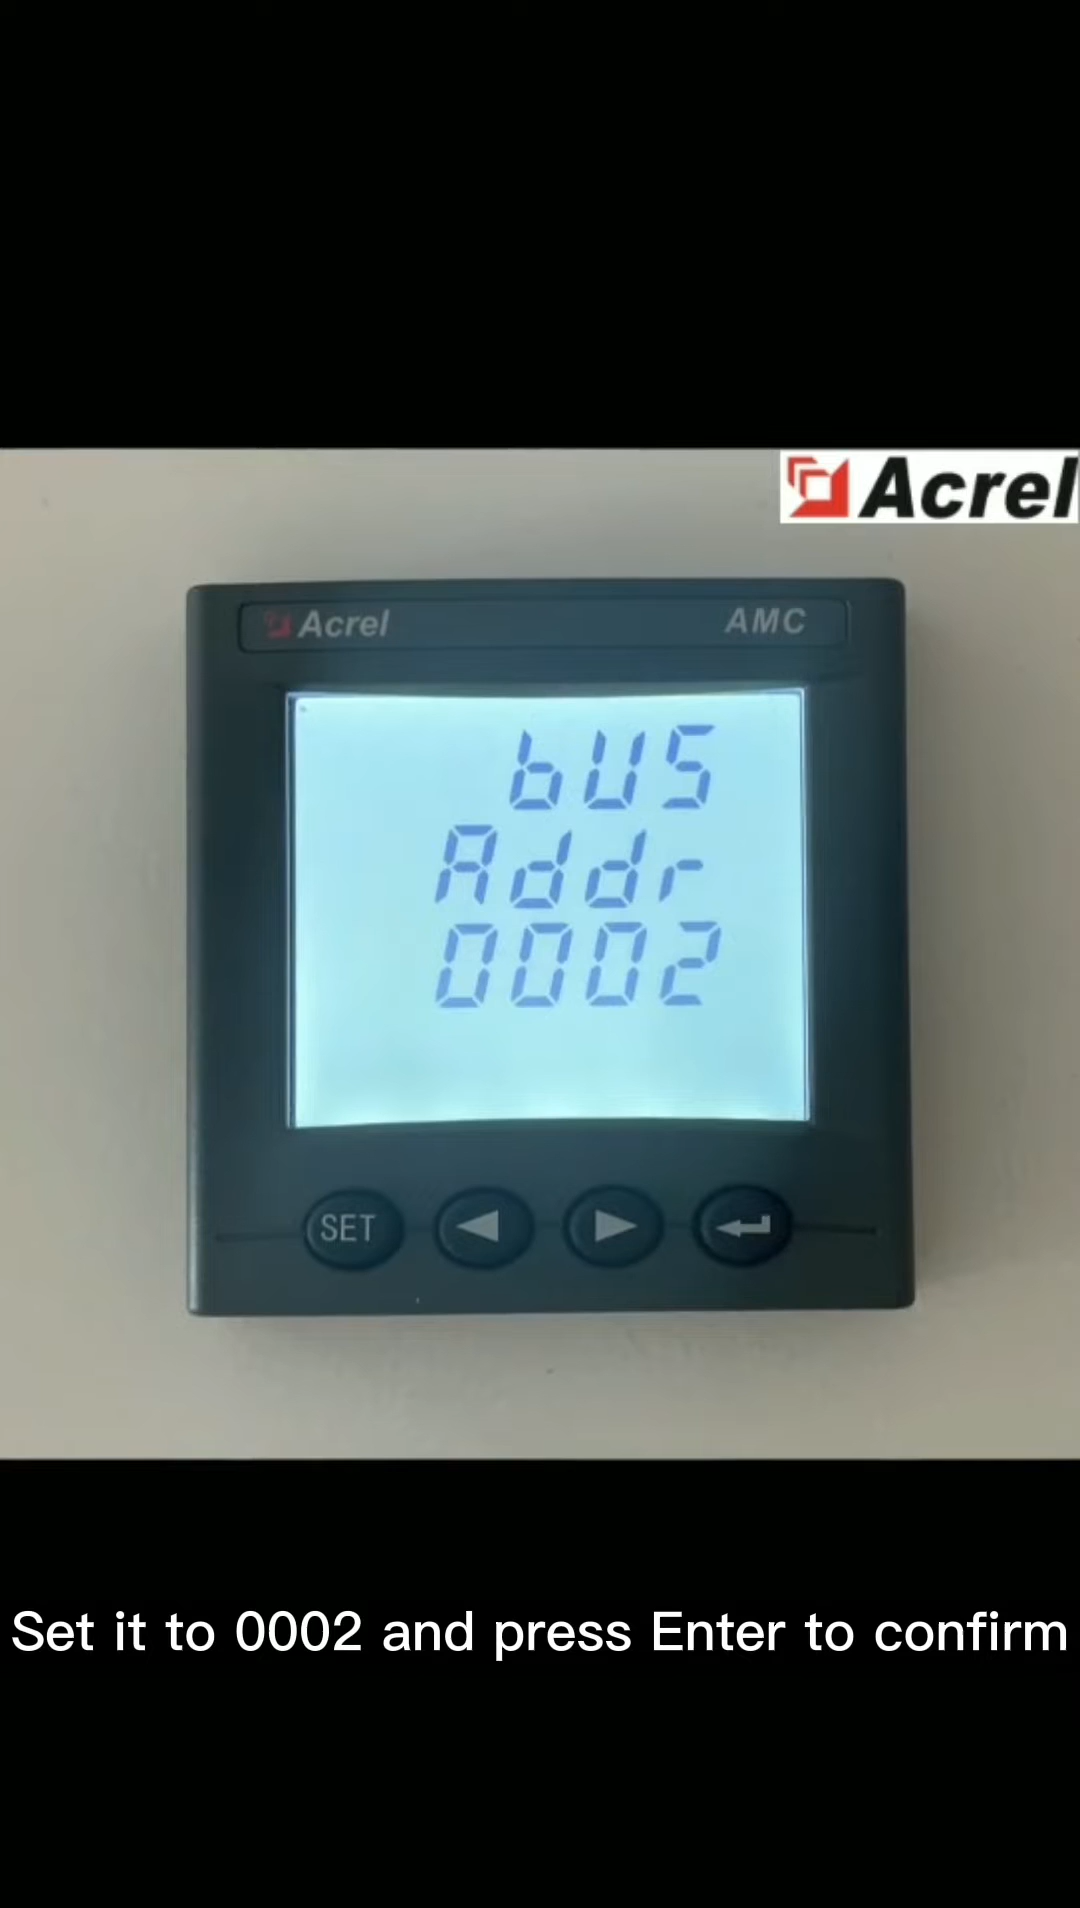 Acrel
Acrel AMC
bUS
Addr
0002
SET
Set it to 0002 and press Enter to confirm